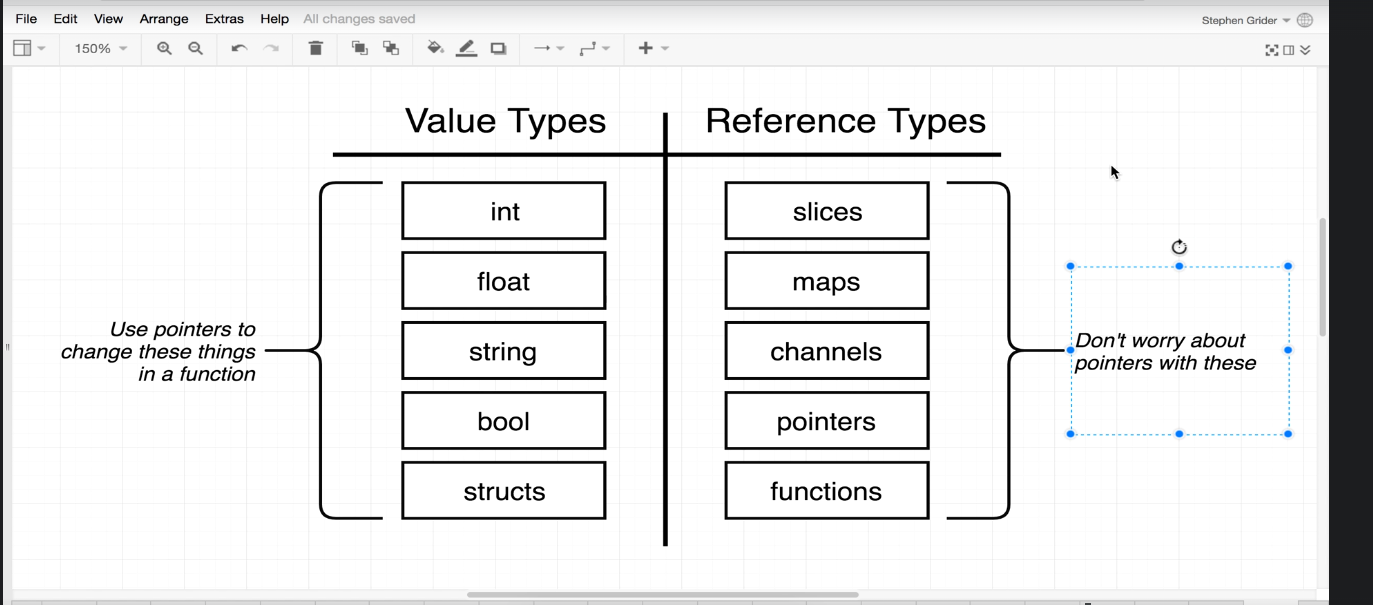 File Edit View Arrange Extras Help All changes saved
Stephen Grider
150%
Value Types
Reference Types
int
float
string
bool
structs
slices
maps
channels
pointers
functions
Use pointers to
change these things
in a function
Don't worry about
pointers with these